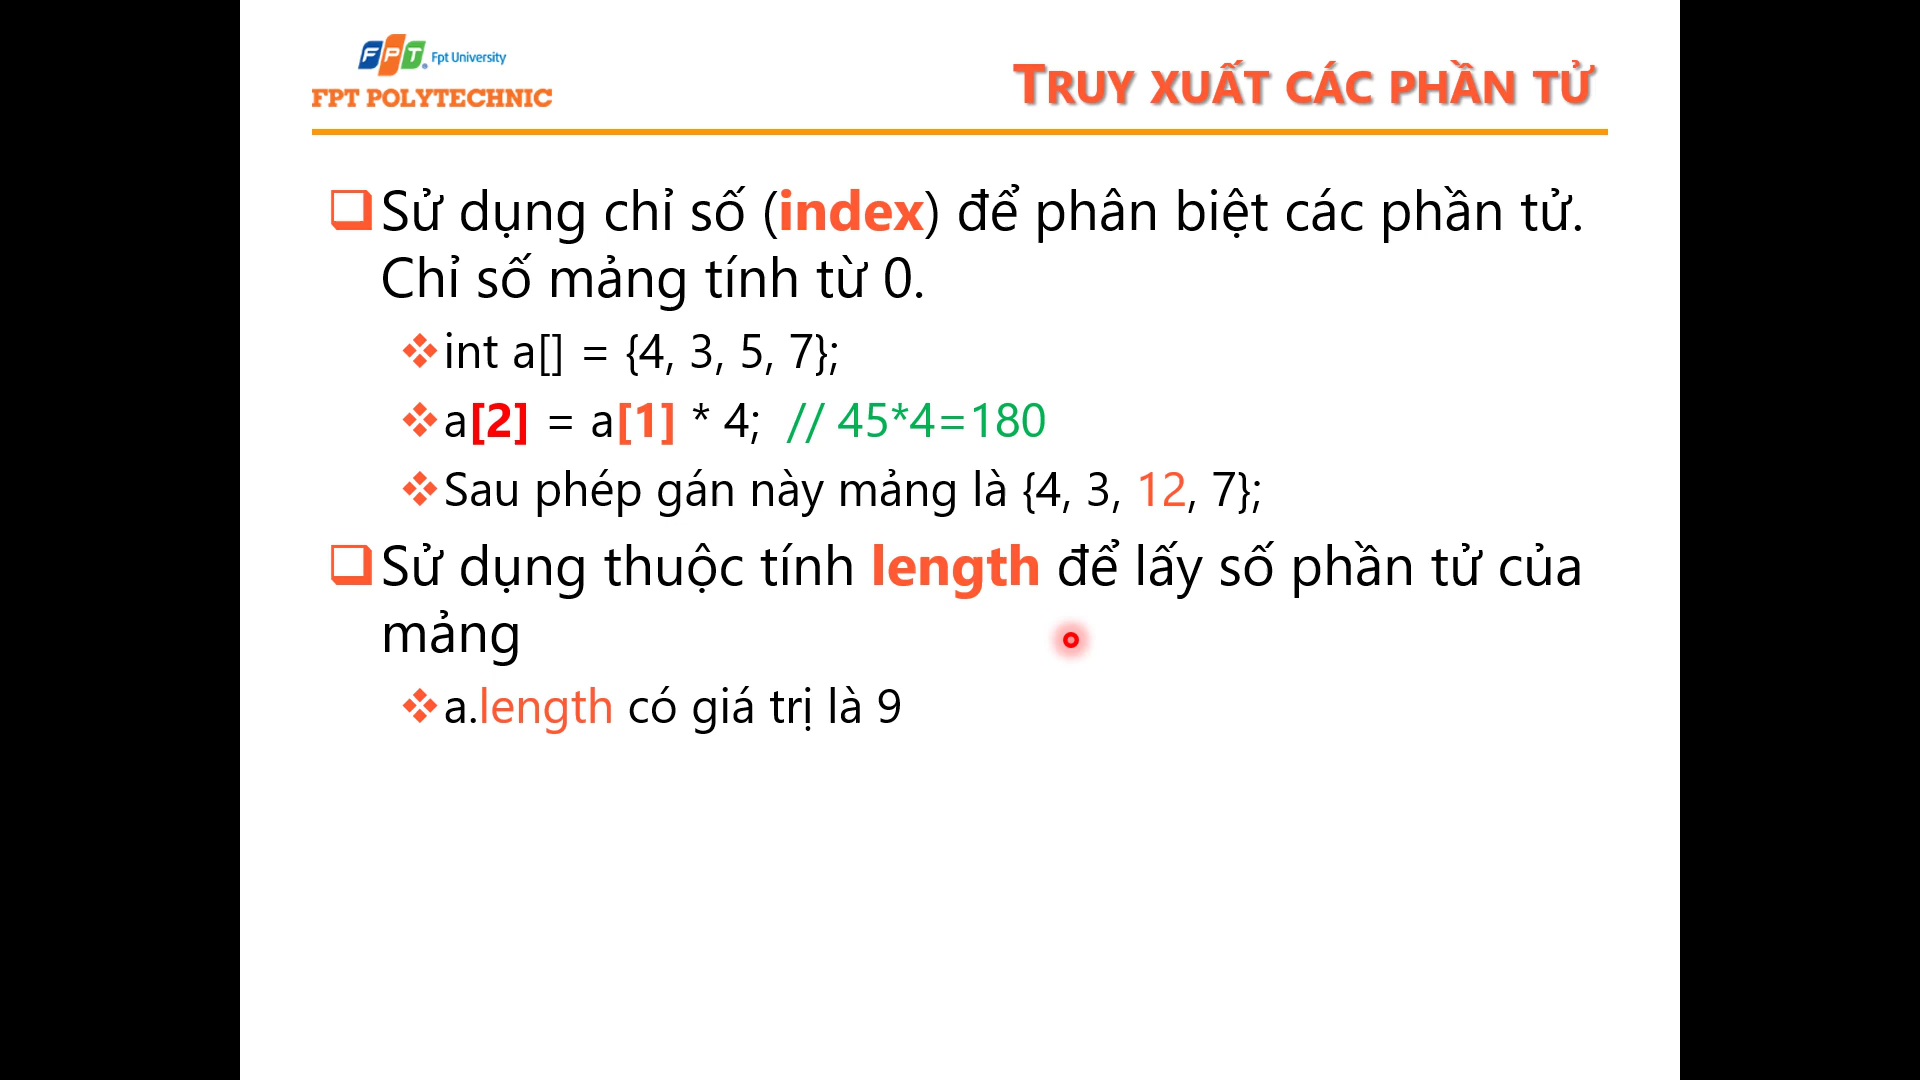 FPT Fpt University
FPT POLYTECHNIC
TRUY XUẤT CÁC PHẦN TỬ
Sử dụng chỉ số (index) để phân biệt các phần tử.
Chỉ số mảng tính từ 0.
int a[] = {4, 3, 5, 7};
a[2] = a[1] * 4; // 45*4=180
Sau phép gán này mảng là {4, 3, 12, 7};
Sử dụng thuộc tính length để lấy số phần tử của
mảng
a.length có giá trị là 9